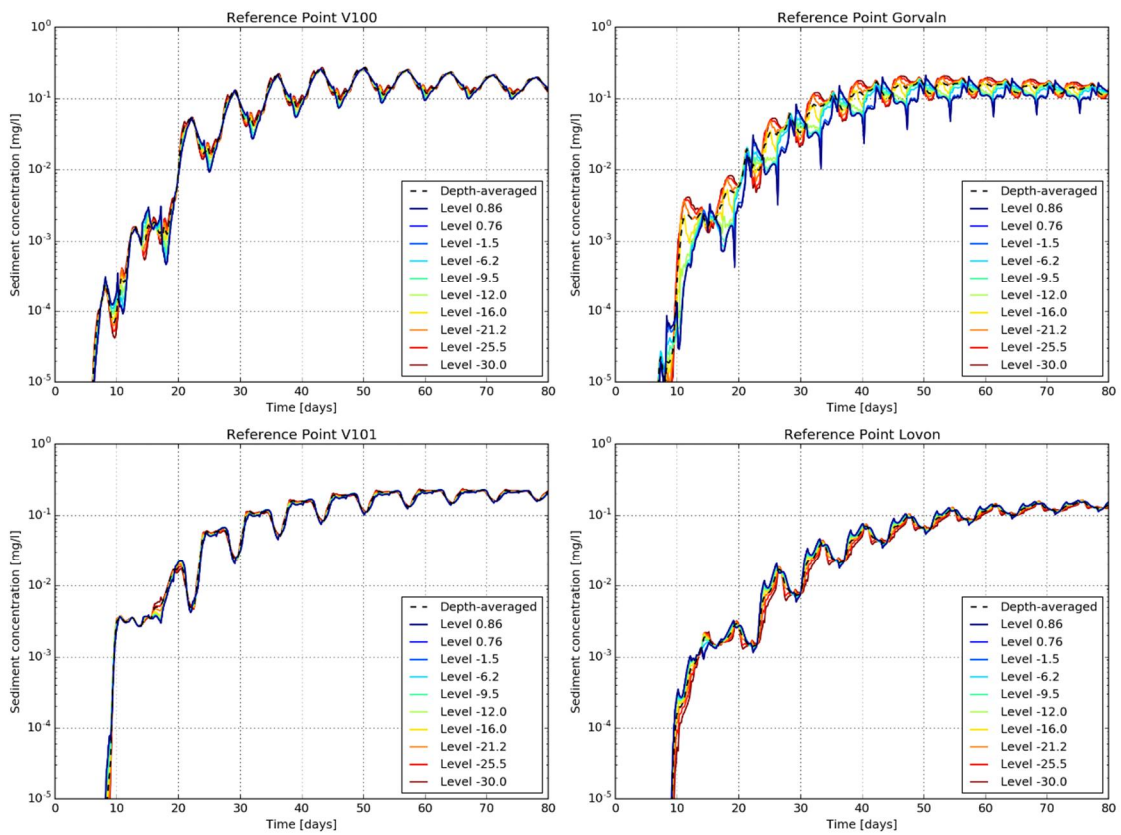 Reference Point V100
Sediment concentration [mg/l]
10^0
10^-1
10^-2
10^-3
10^-4
10^-5
Depth-averaged
Level 0.86
Level 0.76
Level -1.5
Level -6.2
Level -9.5
Level -12.0
Level -16.0
Level -21.2
Level -25.5
Level -30.0
0 10 20 30 40 50 60 70 80
Time [days]
Reference Point Gorvaln
Sediment concentration [mg/l]
10^0
10^-1
10^-2
10^-3
10^-4
10^-5
Depth-averaged
Level 0.86
Level 0.76
Level -1.5
Level -6.2
Level -9.5
Level -12.0
Level -16.0
Level -21.2
Level -25.5
Level -30.0
0 10 20 30 40 50 60 70 80
Time [days]
Reference Point V101
Sediment concentration [mg/l]
10^0
10^-1
10^-2
10^-3
10^-4
10^-5
Depth-averaged
Level 0.86
Level 0.76
Level -1.5
Level -6.2
Level -9.5
Level -12.0
Level -16.0
Level -21.2
Level -25.5
Level -30.0
0 10 20 30 40 50 60 70 80
Time [days]
Reference Point Lovon
Sediment concentration [mg/l]
10^0
10^-1
10^-2
10^-3
10^-4
10^-5
Depth-averaged
Level 0.86
Level 0.76
Level -1.5
Level -6.2
Level -9.5
Level -12.0
Level -16.0
Level -21.2
Level -25.5
Level -30.0
0 10 20 30 40 50 60 70 80
Time [days]